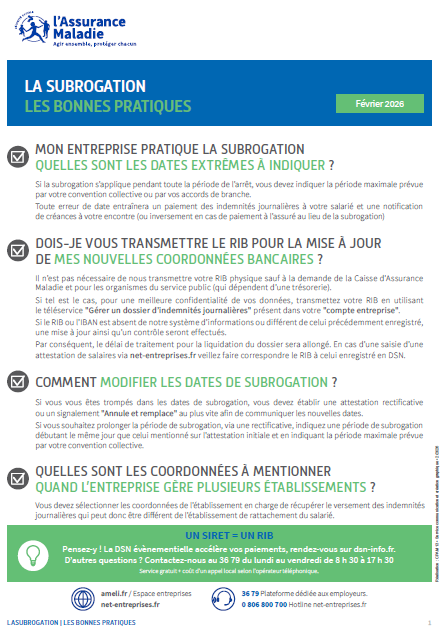 l'Assurance
Maladie
Agir ensemble, protéger chacun
LA SUBROGATION
LES BONNES PRATIQUES
Février 2026
MON ENTREPRISE PRATIQUE LA SUBROGATION
QUELLES SONT LES DATES EXTRÊMES À INDIQUER ?
Si la subrogation s'applique pendant toute la période de l'arrêt, vous devez indiquer la période maximale prévue
par votre convention collective ou par vos accords de branche.
Toute erreur de date entraînera un paiement des indemnités journalières à votre salarié et une notification
de créances à votre encontre (ou inversement en cas de paiement à l'assuré au lieu de la subrogation)
DOIS-JE VOUS TRANSMETTRE LE RIB POUR LA MISE À JOUR
DE MES NOUVELLES COORDONNÉES BANCAIRES ?
Il n'est pas nécessaire de nous transmettre votre RIB physique sauf à la demande de la Caisse d'Assurance
Maladie et pour les organismes du service public (qui dépendent d'une trésorerie).
Si tel est le cas, pour une meilleure confidentialité de vos données, transmettez votre RIB en utilisant
le téléservice "Gérer un dossier d'indemnités journalières" présent dans votre "compte entreprise".
Si le RIB ou l'IBAN est absent de notre système d'informations ou différent de celui précédemment enregistré,
une mise à jour ainsi qu'un contrôle seront effectués.
Par conséquent, le délai de traitement pour la liquidation du dossier sera allongé. En cas d'une saisie d'une
attestation de salaires via net-entreprises.fr veillez faire correspondre le RIB à celui enregistré en DSN.
COMMENT MODIFIER LES DATES DE SUBROGATION ?
Si vous vous êtes trompés dans les dates de subrogation, vous devez établir une attestation rectificative
ou un signalement "Annule et remplace" au plus vite afin de communiquer les nouvelles dates.
Si vous souhaitez prolonger la période de subrogation, via une rectificative, indiquez une période de subrogation
débutant le même jour que celui mentionné sur l'attestation initiale et en indiquant la période maximale prévue
par votre convention collective.
QUELLES SONT LES COORDONNÉES À MENTIONNER
QUAND L'ENTREPRISE GÈRE PLUSIEURS ÉTABLISSEMENTS ?
Vous devez sélectionner les coordonnées de l'établissement en charge de récupérer le versement des indemnités
journalières qui peut donc être différent de l'établissement de rattachement du salarié.
UN SIRET = UN RIB
Pensez-y ! La DSN évènementielle accélère vos paiements, rendez-vous sur dsn-info.fr.
D'autres questions ? Contactez-nous au 36 79 du lundi au vendredi de 8 h 30 à 17 h 30
Service gratuit + coût d'un appel local selon l'opérateur téléphonique.
ameli.fr / Espace entreprises
net-entreprises.fr
36 79 Plateforme dédiée aux employeurs.
0 806 800 700 Hotline net-entreprises.fr
LASUBROGATION | LES BONNES PRATIQUES
1